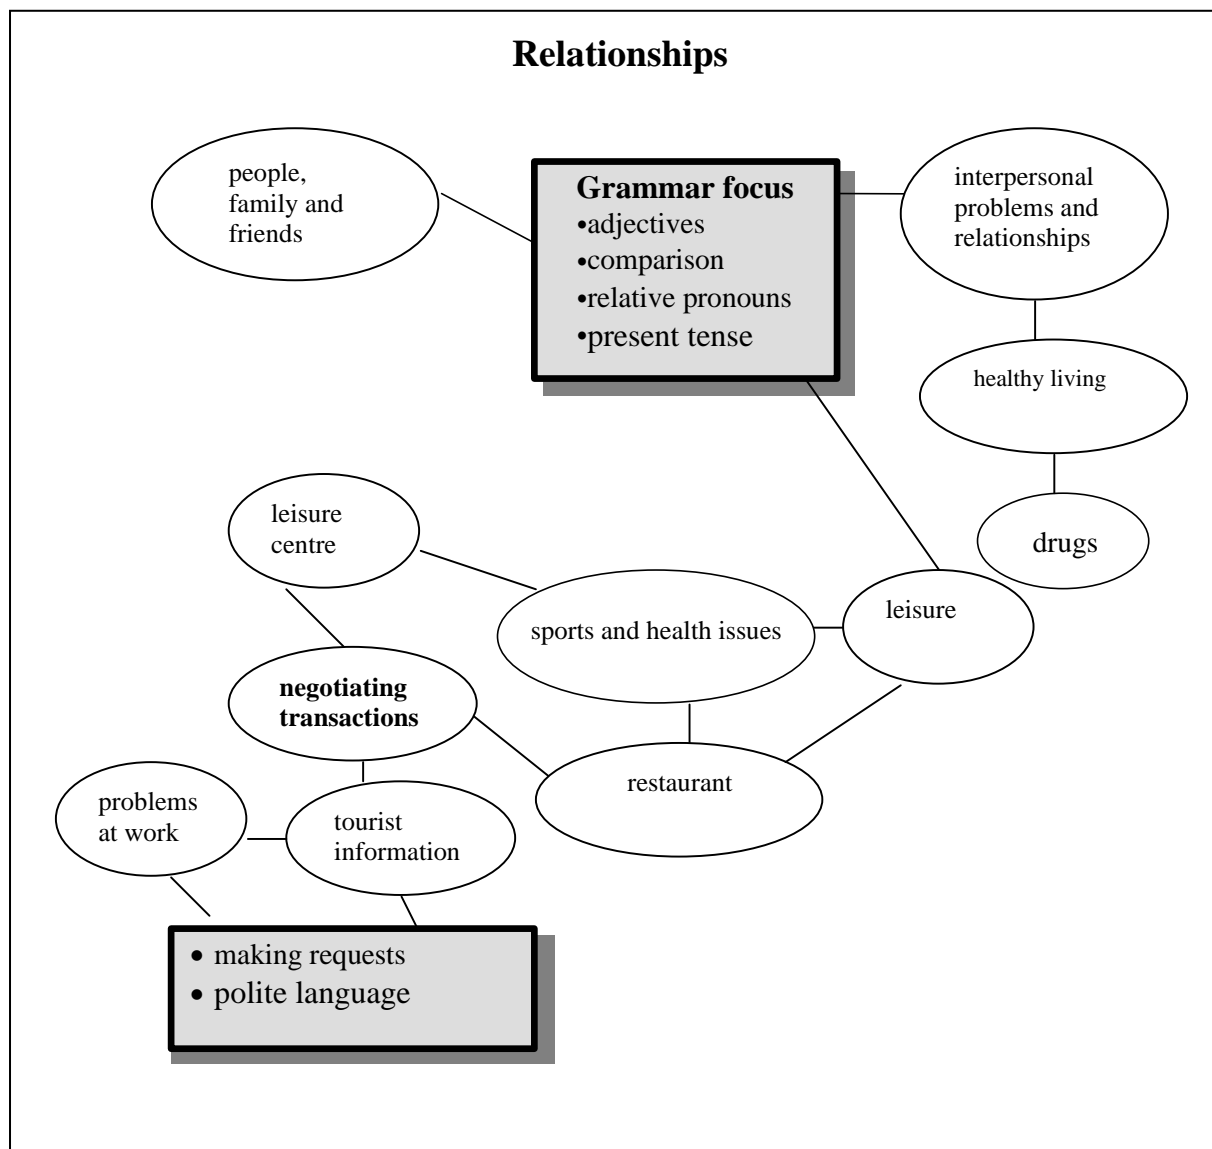 Relationships
people,
family and
friends
Grammar focus
•adjectives
•comparison
•relative pronouns
•present tense
interpersonal
problems and
relationships
healthy living
drugs
leisure
centre
sports and health issues
leisure
negotiating
transactions
restaurant
problems
at work
tourist
information
• making requests
• polite language